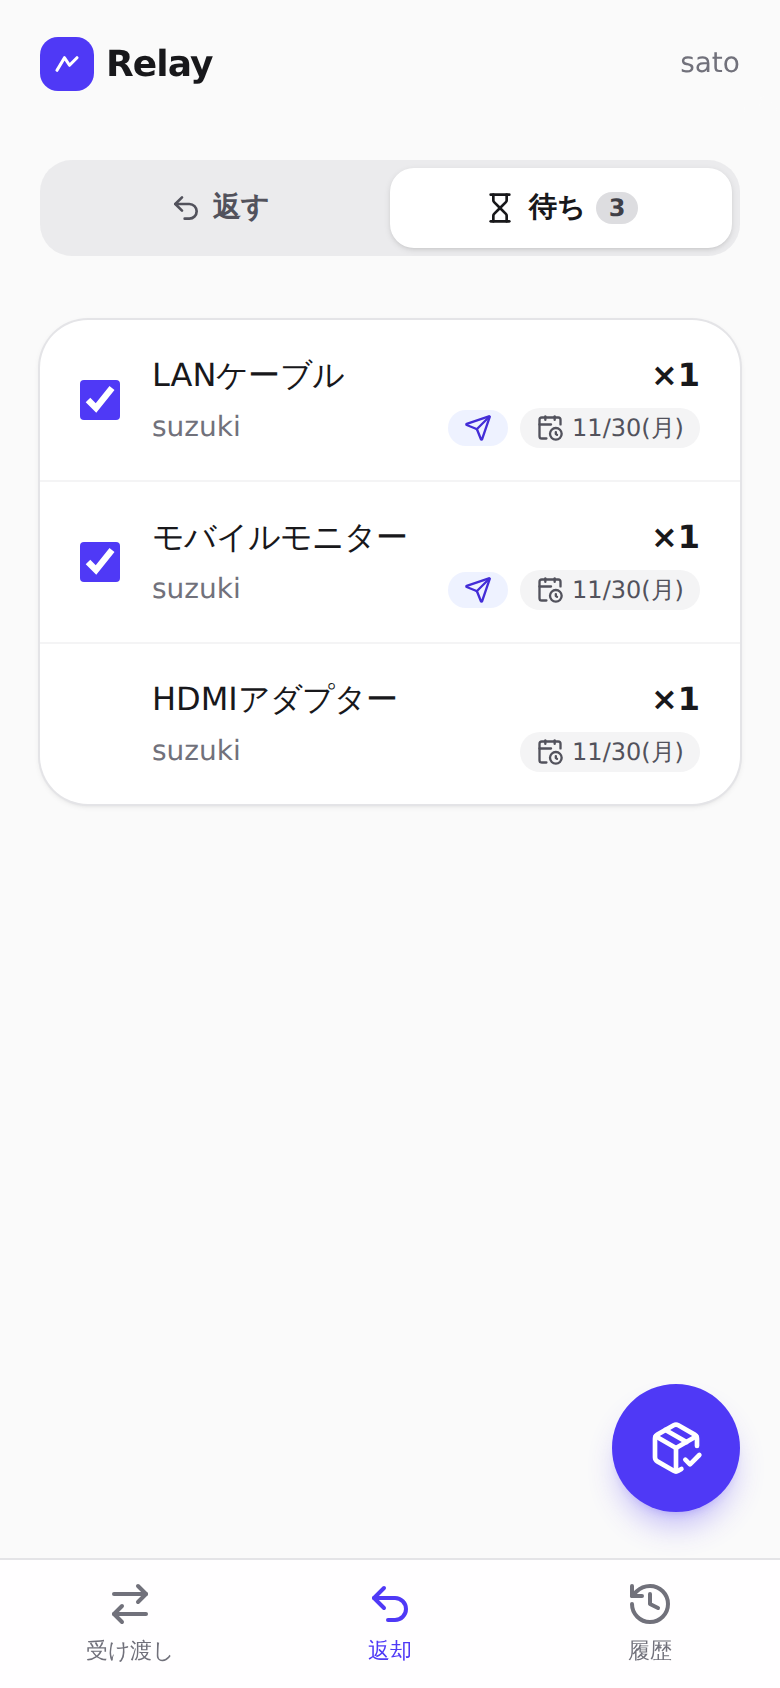 Relay
sato
返す
待ち 3
LANケーブル ×1
suzuki 11/30(月)
モバイルモニター ×1
suzuki 11/30(月)
HDMIアダプター ×1
suzuki 11/30(月)
受け渡し 返却 履歴